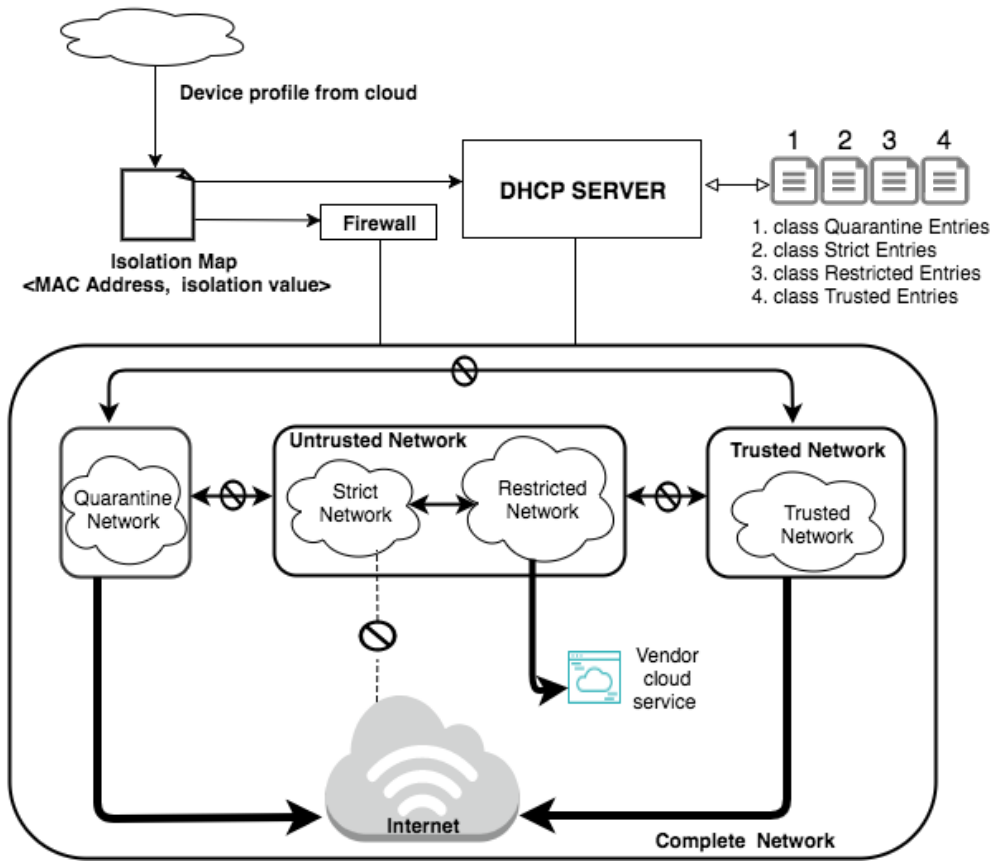 Device profile from cloud
1 2 3 4
DHCP SERVER
Firewall
1. class Quarantine Entries
2. class Strict Entries
3. class Restricted Entries
4. class Trusted Entries
Isolation Map
<MAC Address, isolation value>
Untrusted Network
Trusted Network
Quarantine
Network
Strict
Network
Restricted
Network
Trusted
Network
Vendor
cloud
service
Internet
Complete Network